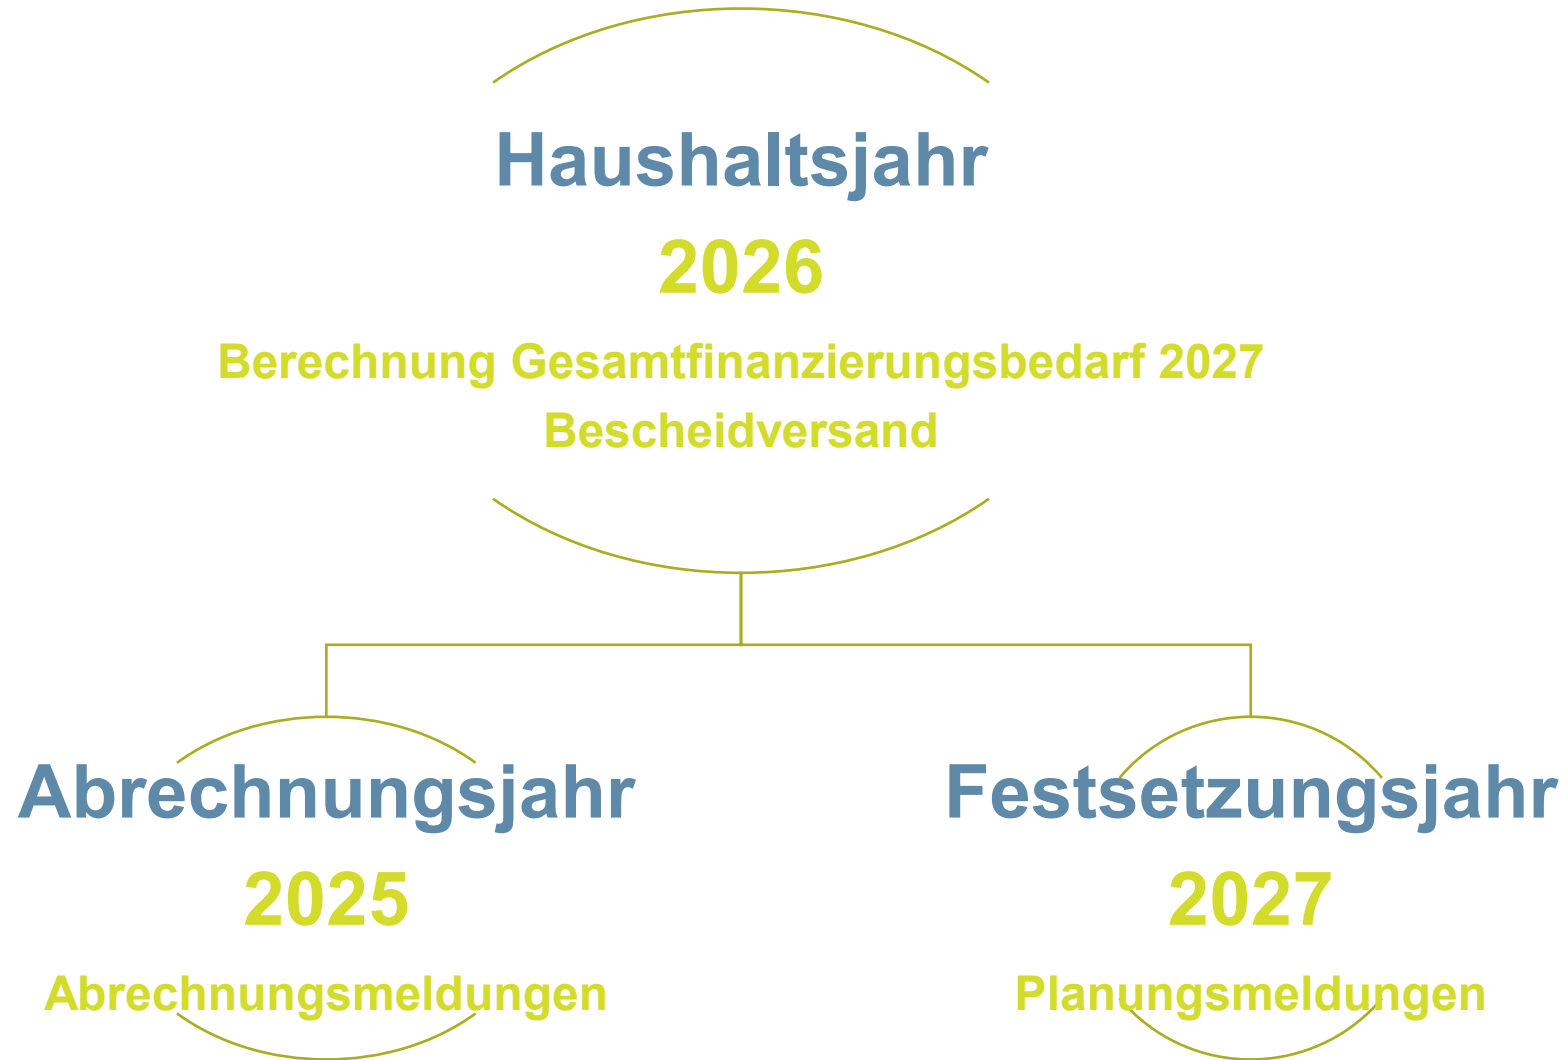 Haushaltsjahr
2026
Berechnung Gesamtfinanzierungsbedarf 2027
Bescheidversand
Abrechnungsjahr
2025
Abrechnungsmeldungen
Festsetzungsjahr
2027
Planungsmeldungen